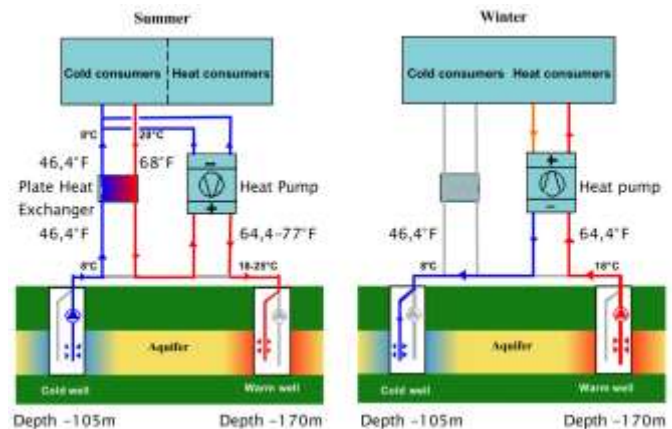 Summer
Cold consumers
Heat consumers
8°C
20°C
46,4°F
68°F
Plate Heat
Exchanger
Heat Pump
46,4°F
64,4-77°F
8°C
18-25°C
Aquifer
Cold well
Warm well
Depth -105m
Depth -170m
Winter
Cold consumers
Heat consumers
Heat pump
46,4°F
64,4°F
8°C
18°C
Aquifer
Cold well
Warm well
Depth -105m
Depth -170m